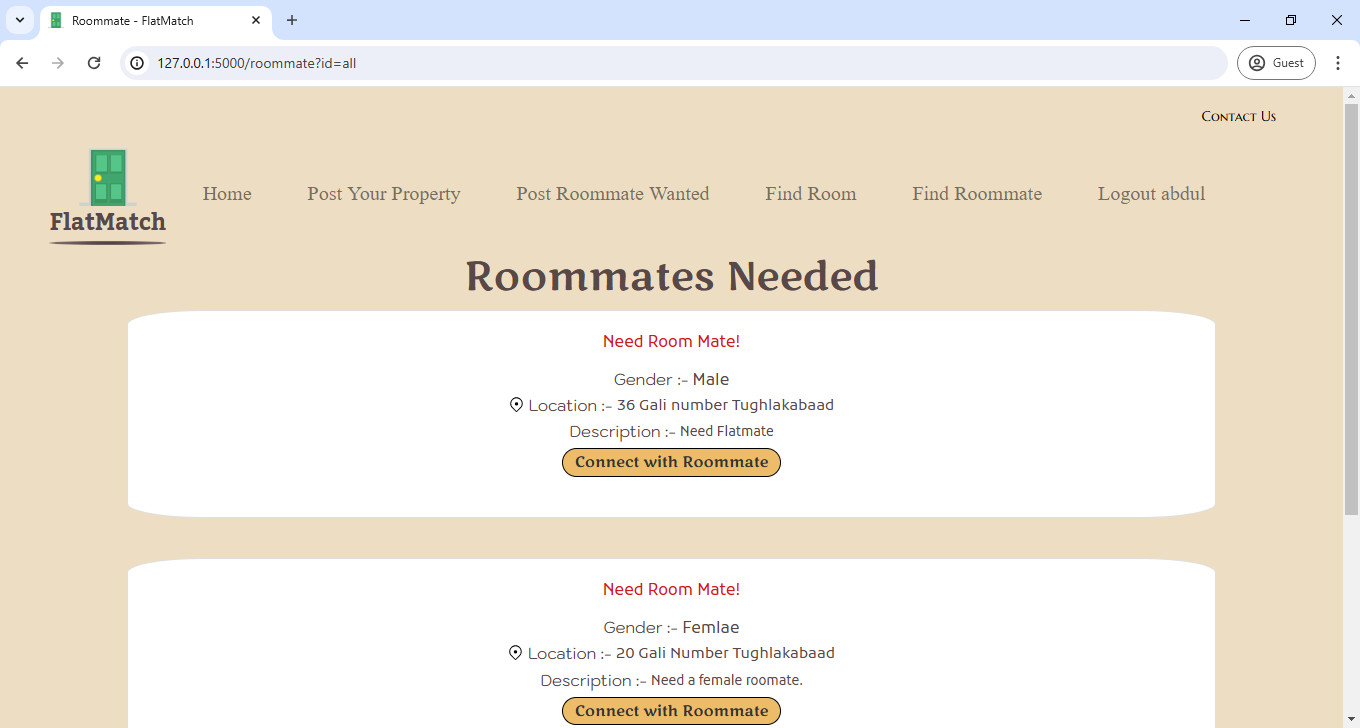 Roommate - FlatMatch
127.0.0.1:5000/roommate?id=all
Guest
Contact Us
FlatMatch
Home Post Your Property Post Roommate Wanted Find Room Find Roommate Logout abdul
Roommates Needed
Need Room Mate!
Gender :- Male
Location :- 36 Gali number Tughlakabaad
Description :- Need Flatmate
Connect with Roommate
Need Room Mate!
Gender :- Femlae
Location :- 20 Gali Number Tughlakabaad
Description :- Need a female roomate.
Connect with Roommate